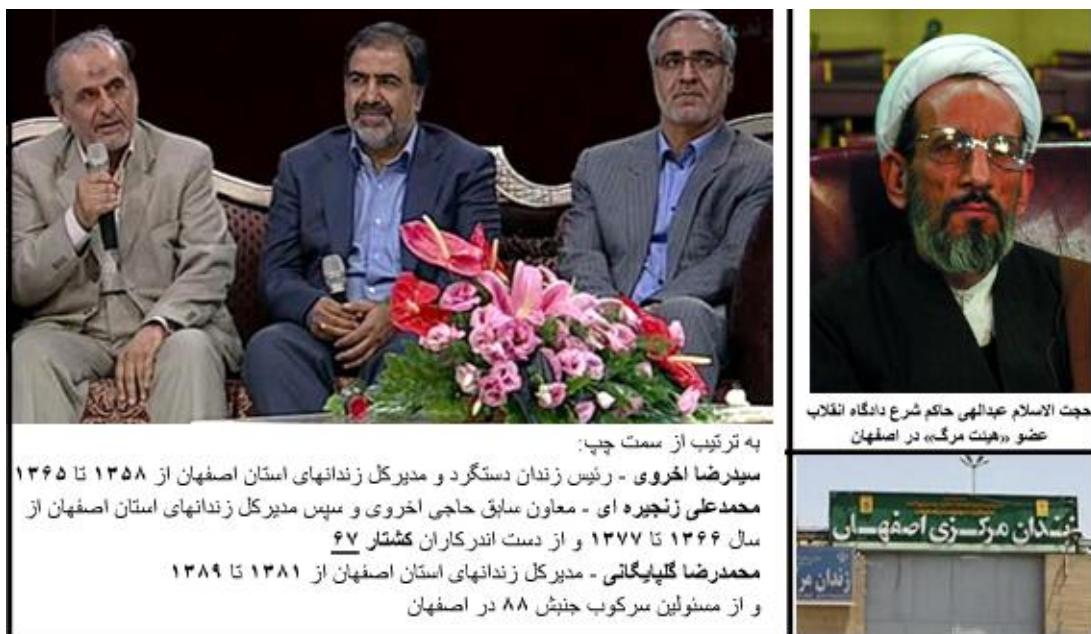 به ترتیب از سمت چپ:
سیدرضا اخروی - رئیس زندان دستگرد و مدیرکل زندانهای استان اصفهان از ۱۳۵۸ تا ۱۳۶۵
محمدعلی زنجیره ای - معاون سابق حاجی اخروی و سپس مدیرکل زندانهای استان اصفهان از
سال ۱۳۶۶ تا ۱۳۷۷ و از دست اندرکاران کشتار ۶۷
محمدرضا گلپایگانی - مدیرکل زندانهای استان اصفهان از ۱۳۸۱ تا ۱۳۸۹
و از مسئولین سرکوب جنبش ۸۸ در اصفهان
حجت الاسلام عبدالهی حاکم شرع دادگاه انقلاب
عضو «هیئت مرگ» در اصفهان
زندان مرکزی اصفهان
زندان مر